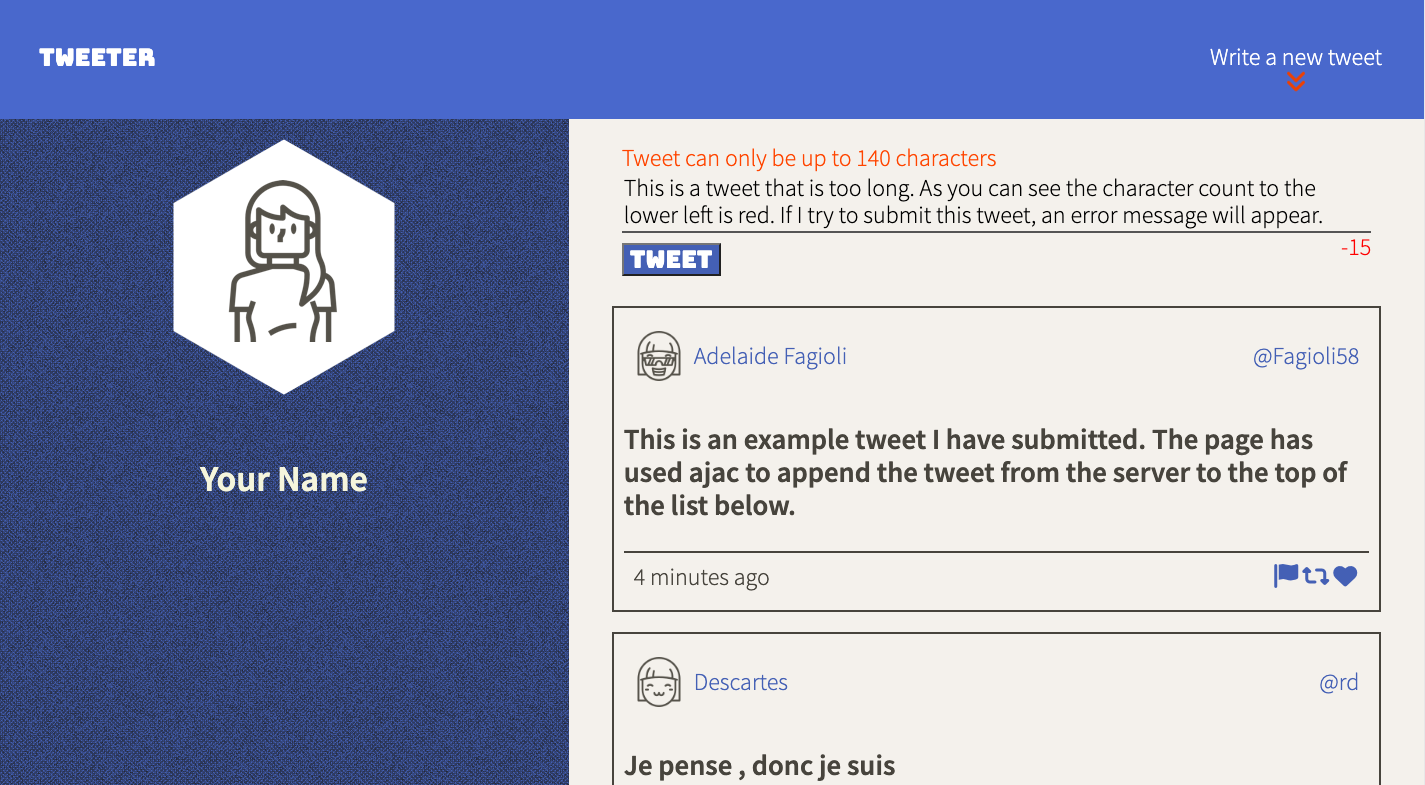 TWEETER
Write a new tweet
Your Name
Tweet can only be up to 140 characters
This is a tweet that is too long. As you can see the character count to the
lower left is red. If I try to submit this tweet, an error message will appear.
TWEET
-15
Adelaide Fagioli
@Fagioli58
This is an example tweet I have submitted. The page has
used ajac to append the tweet from the server to the top of
the list below.
4 minutes ago
Descartes
@rd
Je pense , donc je suis